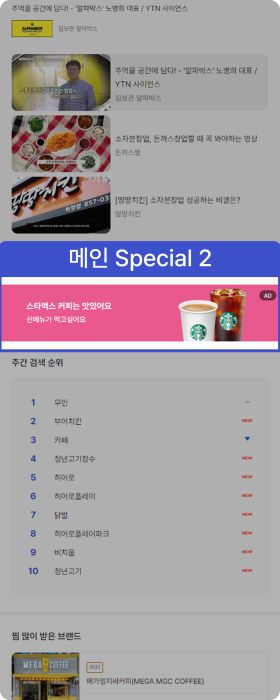 추억을 공간에 담다! - '알파박스' 노병희 대표 / YTN 사이언스
ALPHABOX
짐보관 알파박스
추억을 공간에 담다! - '알파박스' 노병희 대표 /
YTN 사이언스
짐보관 알파박스
소자본창업, 돈까스창업할 때 꼭 봐야하는 영상
돈까스짱
땅땅치킨
857-03
[땅땅치킨] 소자본창업 성공하는 비결은?
땅땅치킨
메인 Special 2
AD
스타벅스 커피는 맛있어요
신메뉴가 먹고싶어요
주간 검색 순위
1 무인 –
2 부어치킨 NEW
3 카페
4 청년고기장수 NEW
5 히어로 NEW
6 히어로플레이 NEW
7 닭발 NEW
8 히어로플레이파크 NEW
9 비치움 NEW
10 청년고기 NEW
찜 많이 받은 브랜드
MEGA COFFEE
커피
메가엠지씨커피(MEGA MGC COFFEE)